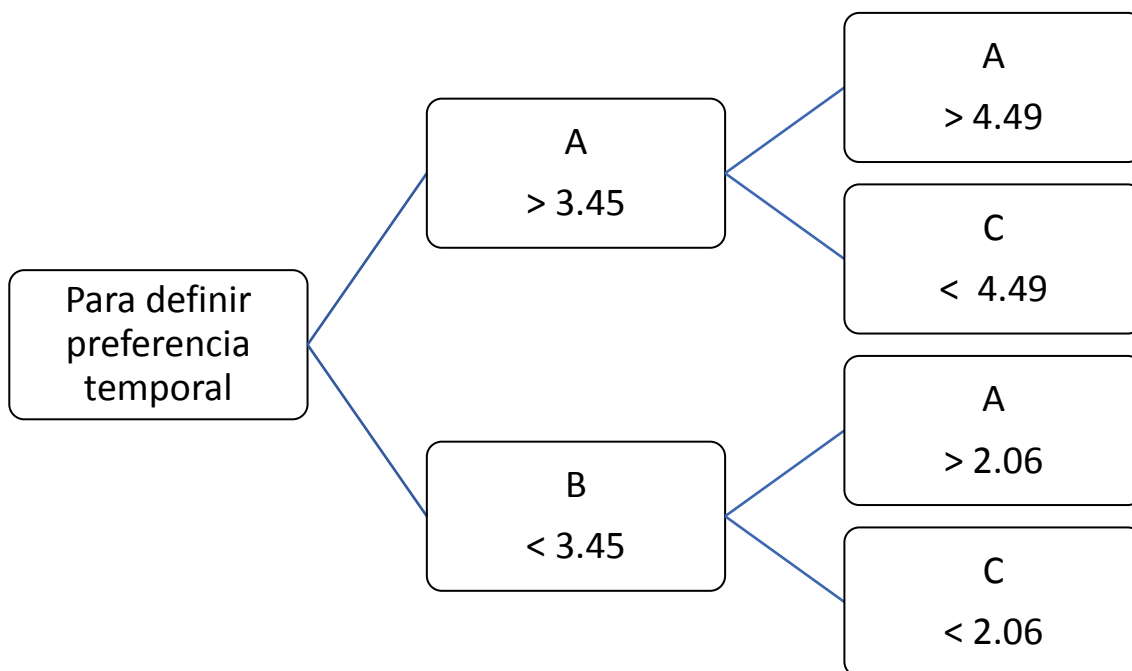 Para definir
preferencia
temporal
A
> 3.45
B
< 3.45
A
> 4.49
C
< 4.49
A
> 2.06
C
< 2.06